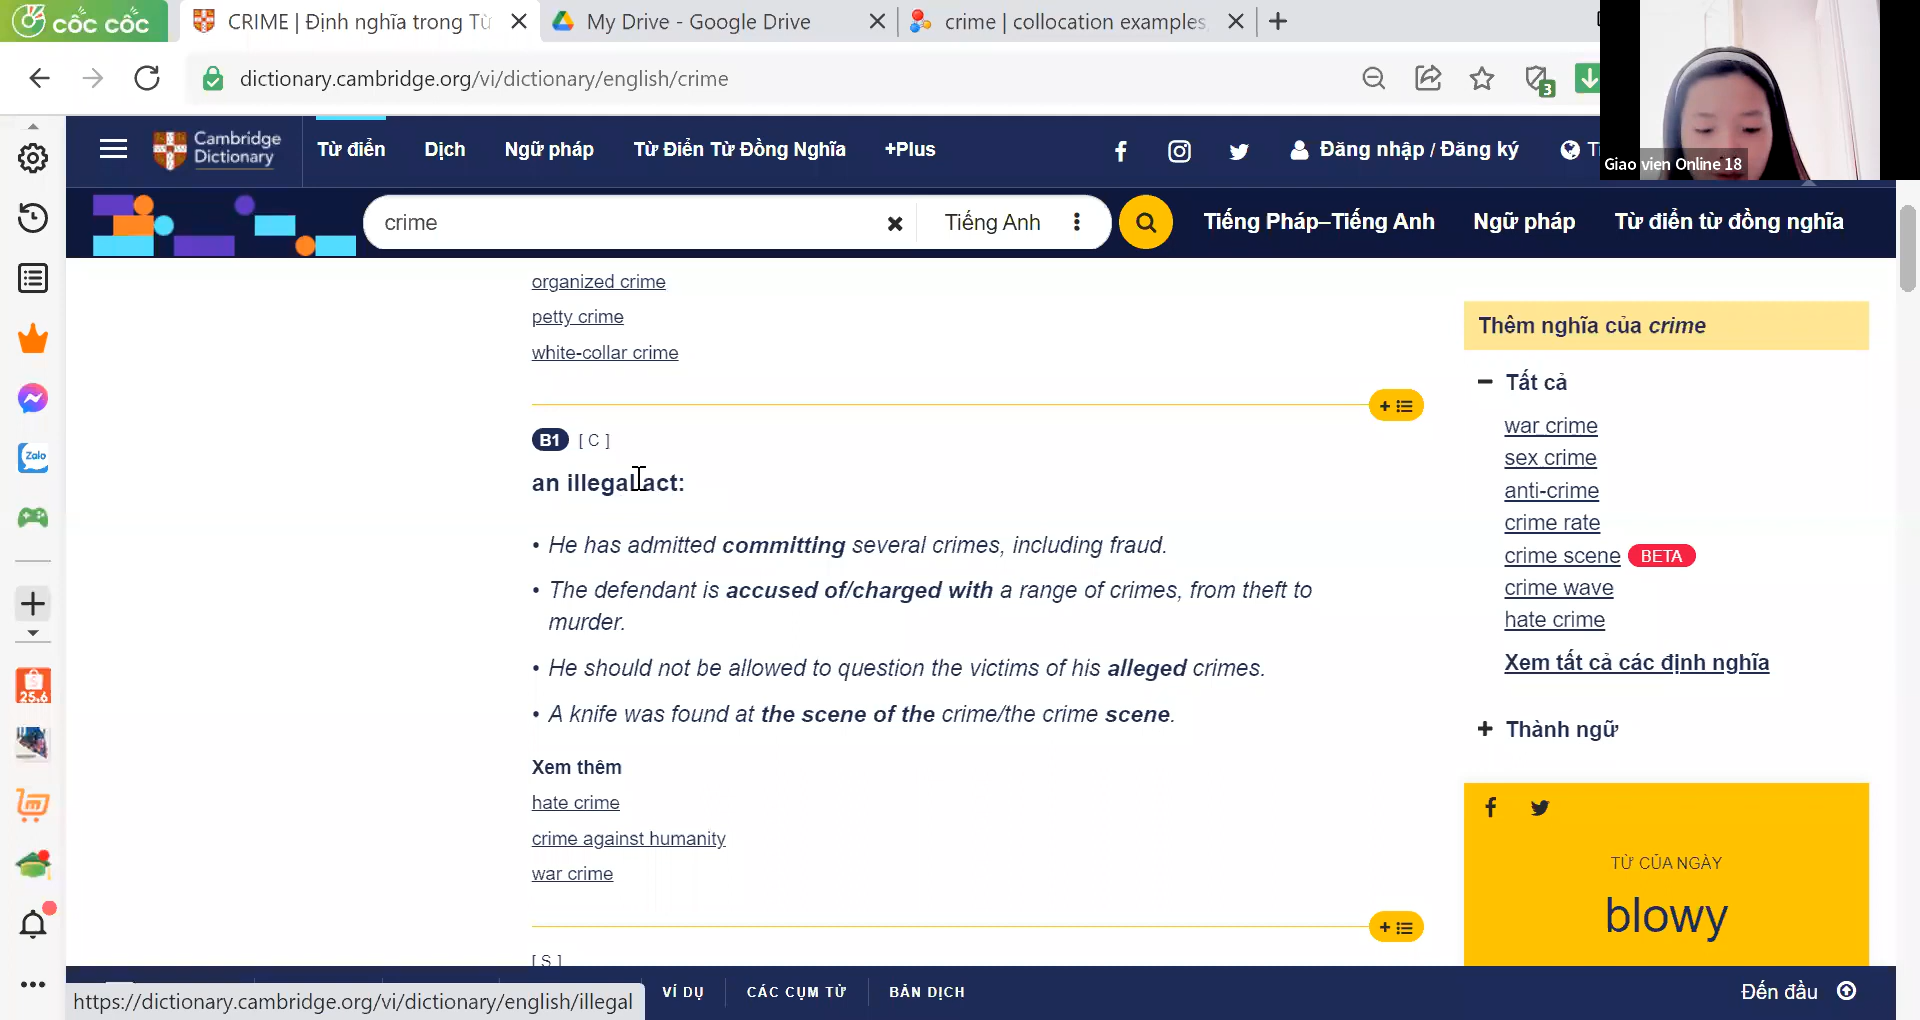 cốc cốc
CRIME | Định nghĩa trong Từ
My Drive - Google Drive
crime | collocation examples,
dictionary.cambridge.org/vi/dictionary/english/crime
3
Giao vien Online 18
Cambridge
Dictionary
Từ điển
Dịch
Ngữ pháp
Từ Điển Từ Đồng Nghĩa
+Plus
Đăng nhập / Đăng ký
crime
Tiếng Anh
Tiếng Pháp–Tiếng Anh
Ngữ pháp
Từ điển từ đồng nghĩa
organized crime
petty crime
white-collar crime
B1 [ C ]
an illegal act:
• He has admitted committing several crimes, including fraud.
• The defendant is accused of/charged with a range of crimes, from theft to
murder.
• He should not be allowed to question the victims of his alleged crimes.
• A knife was found at the scene of the crime/the crime scene.
Xem thêm
hate crime
crime against humanity
war crime
[ S ]
Thêm nghĩa của crime
Tất cả
war crime
sex crime
anti-crime
crime rate
crime scene BETA
crime wave
hate crime
Xem tất cả các định nghĩa
Thành ngữ
TỪ CỦA NGÀY
blowy
Zalo
25.6
https://dictionary.cambridge.org/vi/dictionary/english/illegal
VÍ DỤ
CÁC CỤM TỪ
BẢN DỊCH
Đến đầu